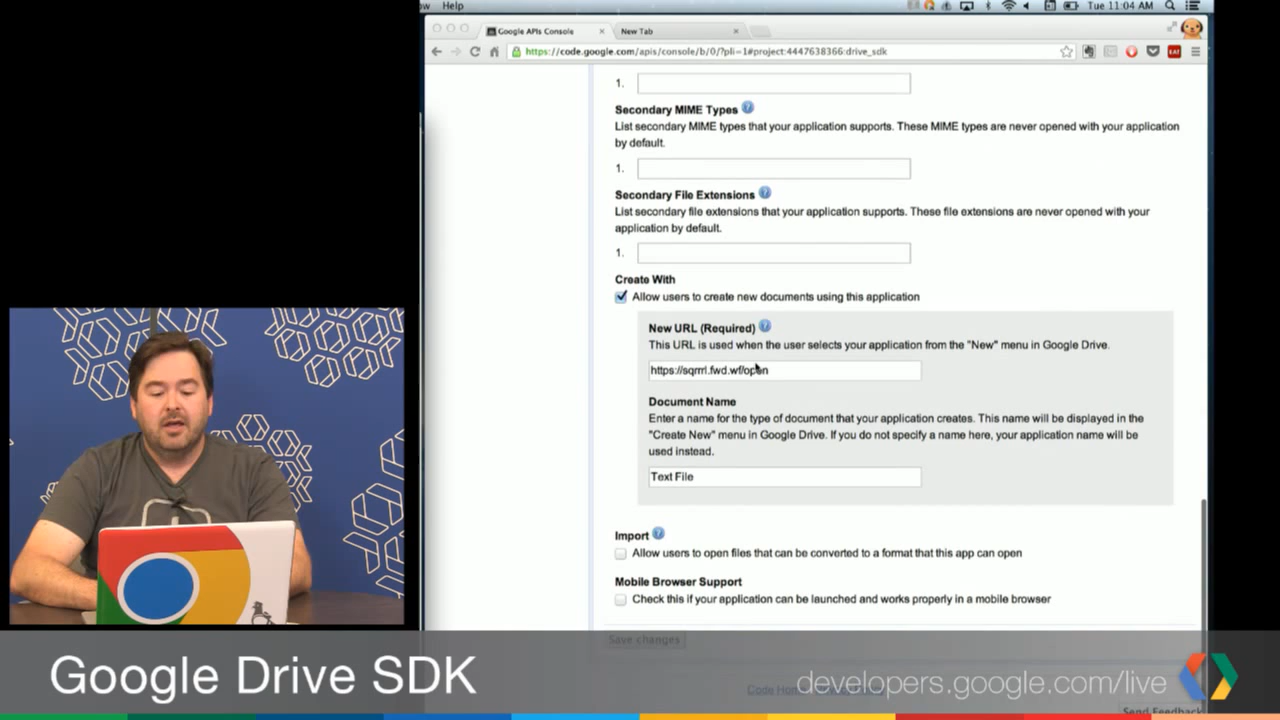 Help
Tue 11:04 AM
Google APIs Console
New Tab
https://code.google.com/apis/console/b/0/?pli=1#project:4447638366:drive_sdk
1.
Secondary MIME Types
List secondary MIME types that your application supports. These MIME types are never opened with your application
by default.
1.
Secondary File Extensions
List secondary file extensions that your application supports. These file extensions are never opened with your
application by default.
1.
Create With
Allow users to create new documents using this application
New URL (Required)
This URL is used when the user selects your application from the "New" menu in Google Drive.
https://sqrrrl.fwd.wf/open
Document Name
Enter a name for the type of document that your application creates. This name will be displayed in the
"Create New" menu in Google Drive. If you do not specify a name here, your application name will be
used instead.
Text File
Import
Allow users to open files that can be converted to a format that this app can open
Mobile Browser Support
Check this if your application can be launched and works properly in a mobile browser
Save changes
Google Drive SDK
developers.google.com/live
Send Feedback